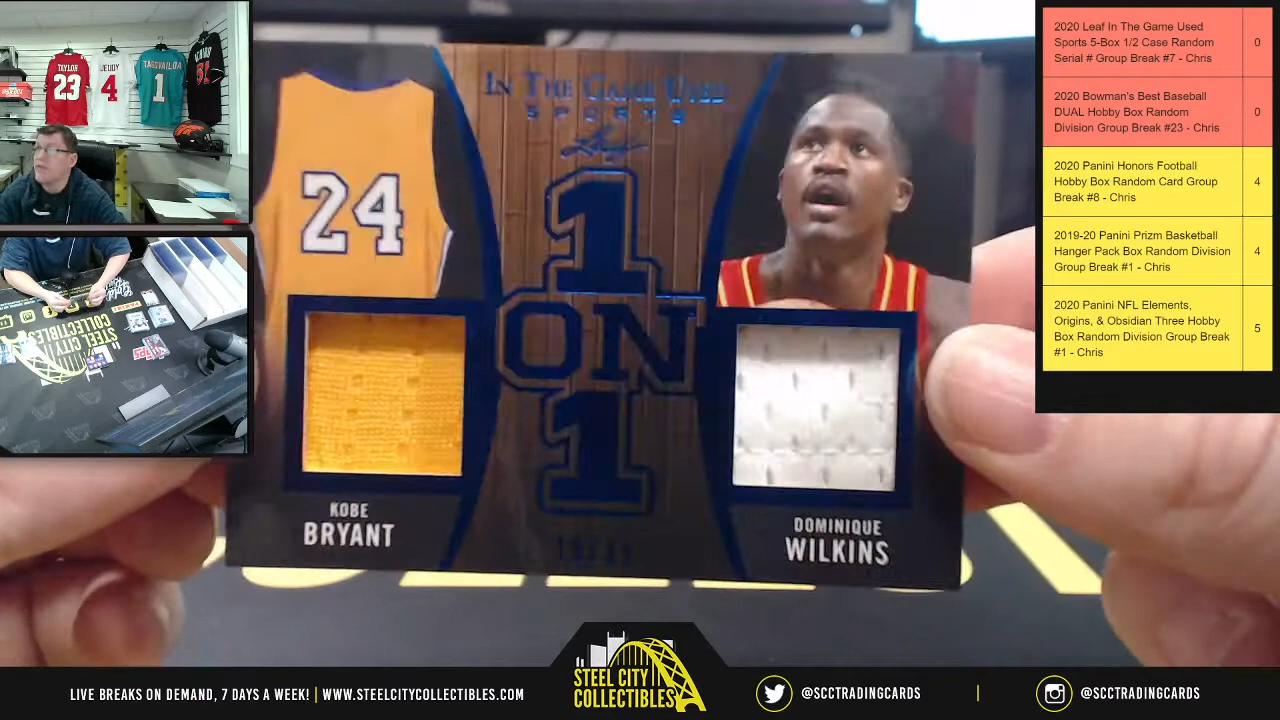 TAYLOR
23
JEUDY
4
TAGOVAILOA
1
IN THE GAME USED
SPORTS
Leaf
24
1
ON
1
KOBE
BRYANT
DOMINIQUE
WILKINS
STEEL CITY
COLLECTIBLES
2020 Leaf In The Game Used
Sports 5-Box 1/2 Case Random
Serial # Group Break #7 - Chris
0
2020 Bowman's Best Baseball
DUAL Hobby Box Random
Division Group Break #23 - Chris
0
2020 Panini Honors Football
Hobby Box Random Card Group
Break #8 - Chris
4
2019-20 Panini Prizm Basketball
Hanger Pack Box Random Division
Group Break #1 - Chris
4
2020 Panini NFL Elements,
Origins, & Obsidian Three Hobby
Box Random Division Group Break
#1 - Chris
5
LIVE BREAKS ON DEMAND, 7 DAYS A WEEK! | WWW.STEELCITYCOLLECTIBLES.COM
STEEL CITY
COLLECTIBLES
@SCCTRADINGCARDS
@SCCTRADINGCARDS